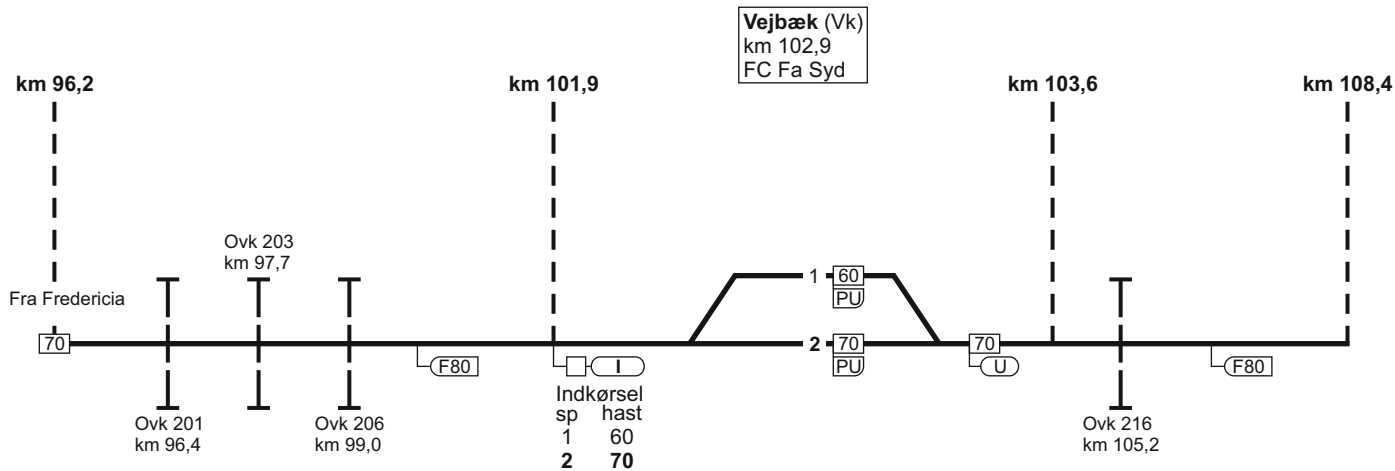 Vejbæk (Vk)
km 102,9
FC Fa Syd
km 96,2
km 101,9
km 103,6
km 108,4
Ovk 203
km 97,7
Fra Fredericia
1 60
PU
70
2 70
PU
70
F80
I
U
F80
Indkørsel
sp hast
1 60
2 70
Ovk 201
km 96,4
Ovk 206
km 99,0
Ovk 216
km 105,2